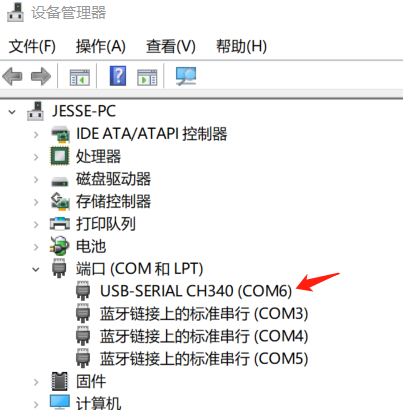 设备管理器
文件(F) 操作(A) 查看(V) 帮助(H)
JESSE-PC
IDE ATA/ATAPI 控制器
处理器
磁盘驱动器
存储控制器
打印队列
电池
端口 (COM 和 LPT)
USB-SERIAL CH340 (COM6)
蓝牙链接上的标准串行 (COM3)
蓝牙链接上的标准串行 (COM4)
蓝牙链接上的标准串行 (COM5)
固件
计算机